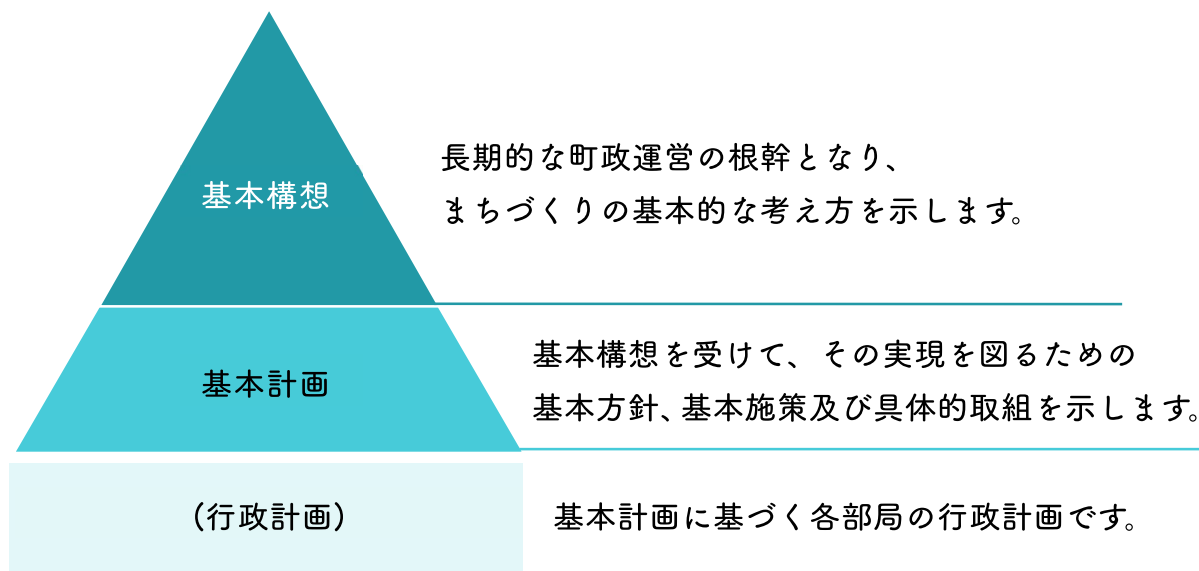 基本構想
長期的な町政運営の根幹となり、
まちづくりの基本的な考え方を示します。
基本計画
基本構想を受けて、その実現を図るための
基本方針、基本施策及び具体的取組を示します。
（行政計画）
基本計画に基づく各部局の行政計画です。